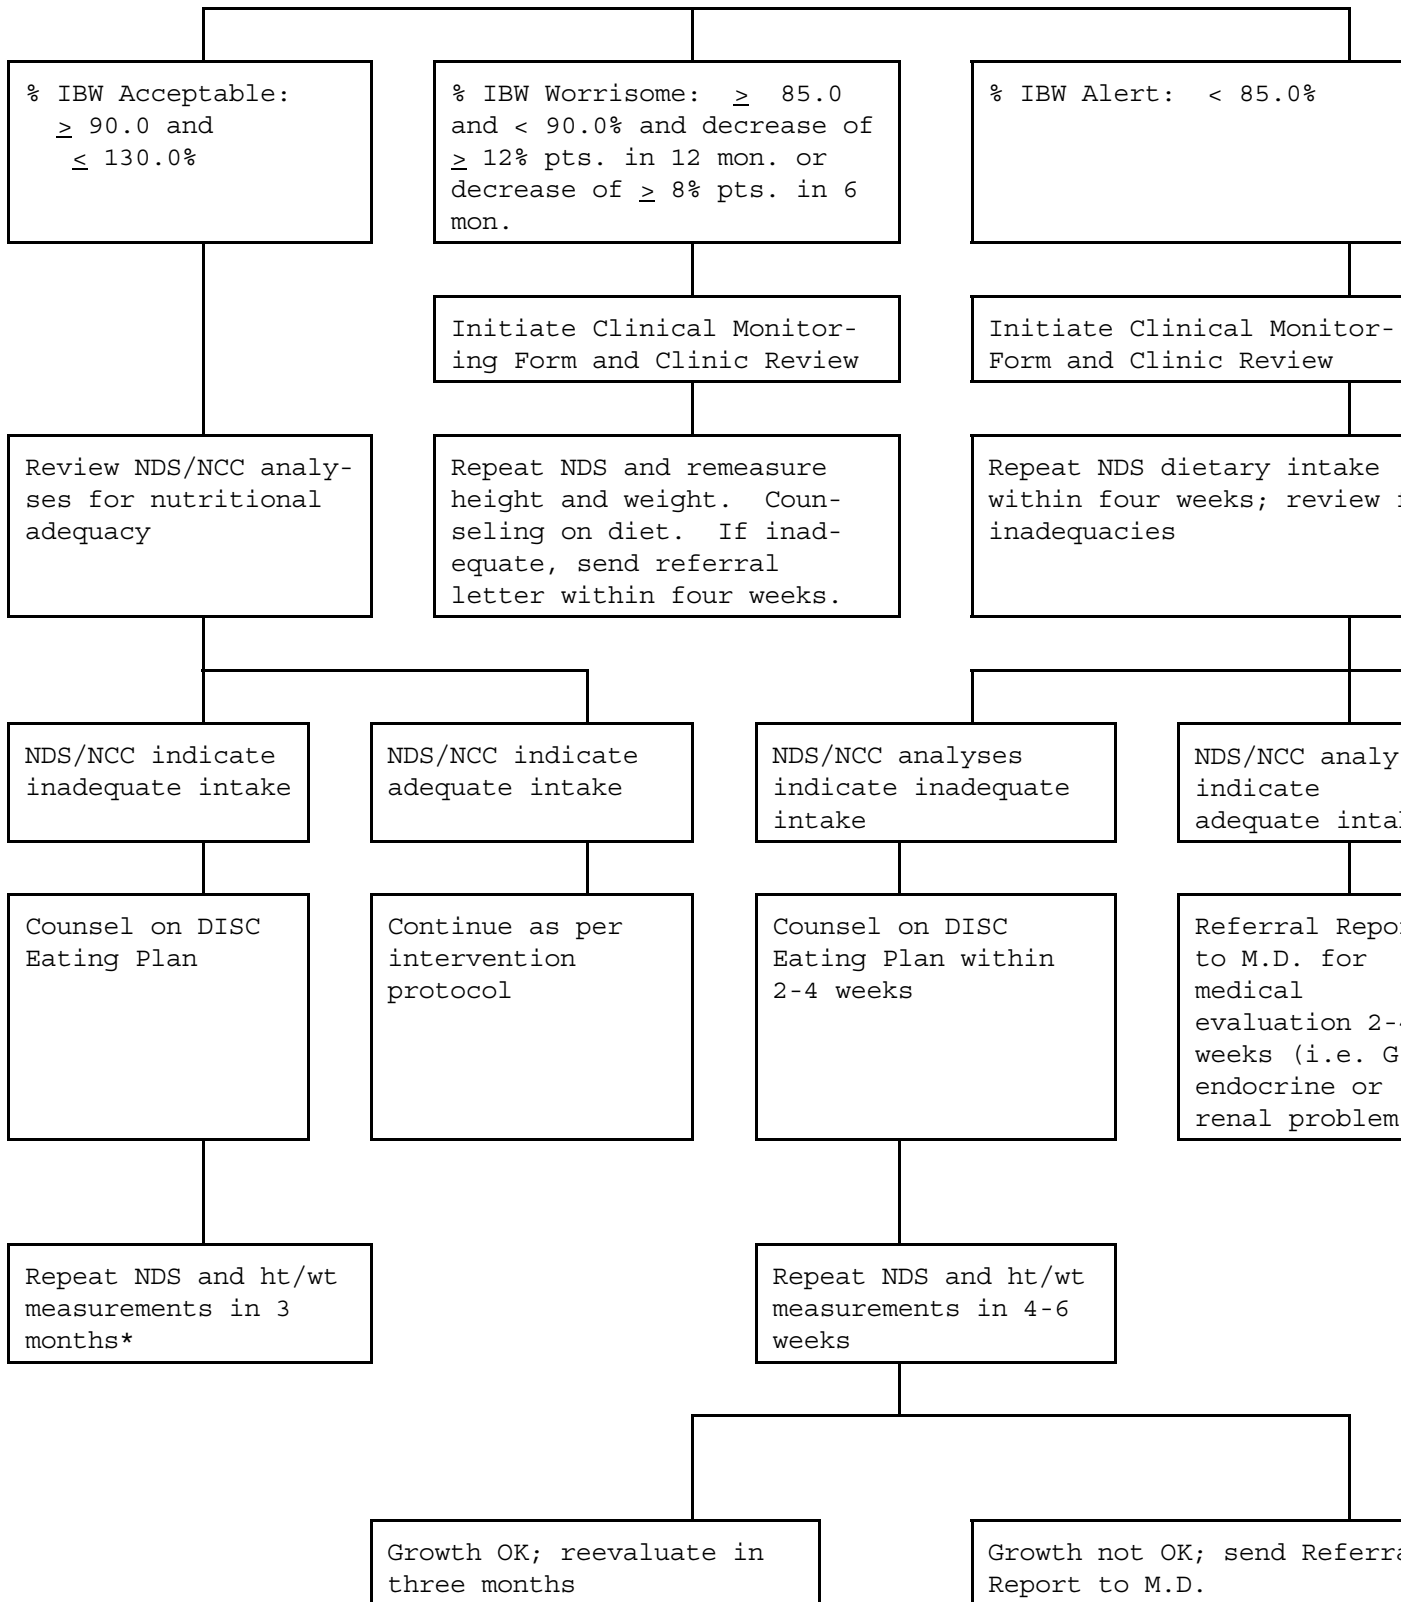 % IBW Acceptable:
≥ 90.0 and
≤ 130.0%
% IBW Worrisome: ≥ 85.0
and < 90.0% and decrease of
≥ 12% pts. in 12 mon. or
decrease of ≥ 8% pts. in 6
mon.
% IBW Alert: < 85.0%
Initiate Clinical Monitor-
ing Form and Clinic Review
Initiate Clinical Monitor-
Form and Clinic Review
Review NDS/NCC analy-
ses for nutritional
adequacy
Repeat NDS and remeasure
height and weight. Coun-
seling on diet. If inad-
equate, send referral
letter within four weeks.
Repeat NDS dietary intake
within four weeks; review
inadequacies
NDS/NCC indicate
inadequate intake
NDS/NCC indicate
adequate intake
NDS/NCC analyses
indicate inadequate
intake
NDS/NCC analy
indicate
adequate
Counsel on DISC
Eating Plan
Continue as per
intervention
protocol
Counsel on DISC
Eating Plan within
2-4 weeks
Referral
to M.D. for
medical
evaluation
weeks (i.e. G
endocrine or
renal problem
Repeat NDS and ht/wt
measurements in 3
months*
Repeat NDS and ht/wt
measurements in 4-6
weeks
Growth OK; reevaluate in
three months
Growth not OK; send
Report to M.D.